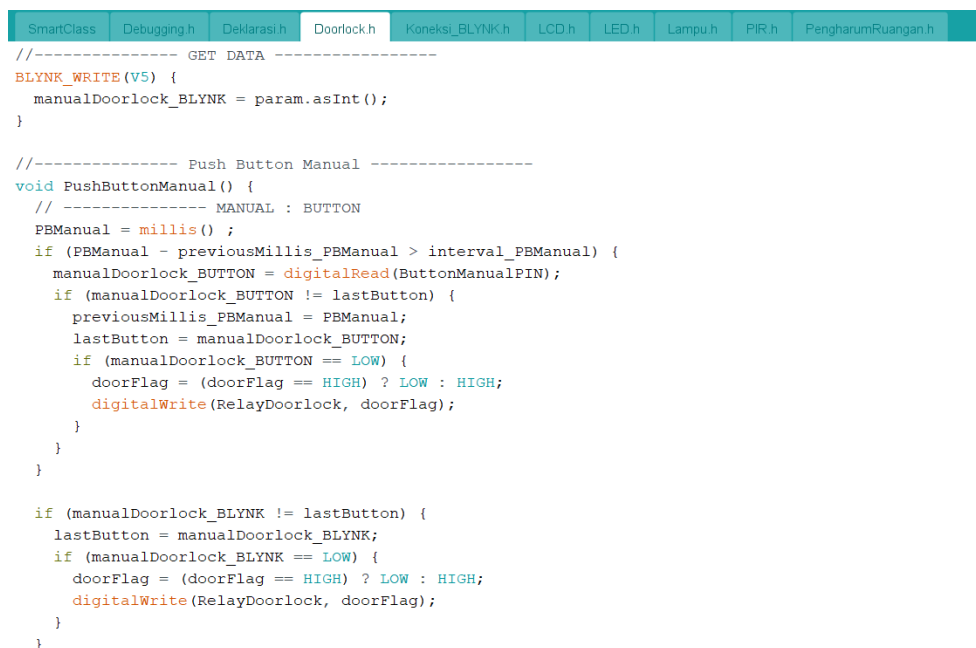 SmartClass Debugging.h Deklarasi.h Doorlock.h Koneksi_BLYNK.h LCD.h LED.h Lampu.h PIR.h PengharumRuangan.h
//--------------- GET DATA -----------------
BLYNK_WRITE(V5) {
  manualDoorlock_BLYNK = param.asInt();
}

//--------------- Push Button Manual -----------------
void PushButtonManual() {
  // --------------- MANUAL : BUTTON
  PBManual = millis() ;
  if (PBManual - previousMillis_PBManual > interval_PBManual) {
    manualDoorlock_BUTTON = digitalRead(ButtonManualPIN);
    if (manualDoorlock_BUTTON != lastButton) {
      previousMillis_PBManual = PBManual;
      lastButton = manualDoorlock_BUTTON;
      if (manualDoorlock_BUTTON == LOW) {
        doorFlag = (doorFlag == HIGH) ? LOW : HIGH;
        digitalWrite(RelayDoorlock, doorFlag);
      }
    }
  }

  if (manualDoorlock_BLYNK != lastButton) {
    lastButton = manualDoorlock_BLYNK;
    if (manualDoorlock_BLYNK == LOW) {
      doorFlag = (doorFlag == HIGH) ? LOW : HIGH;
      digitalWrite(RelayDoorlock, doorFlag);
    }
  }